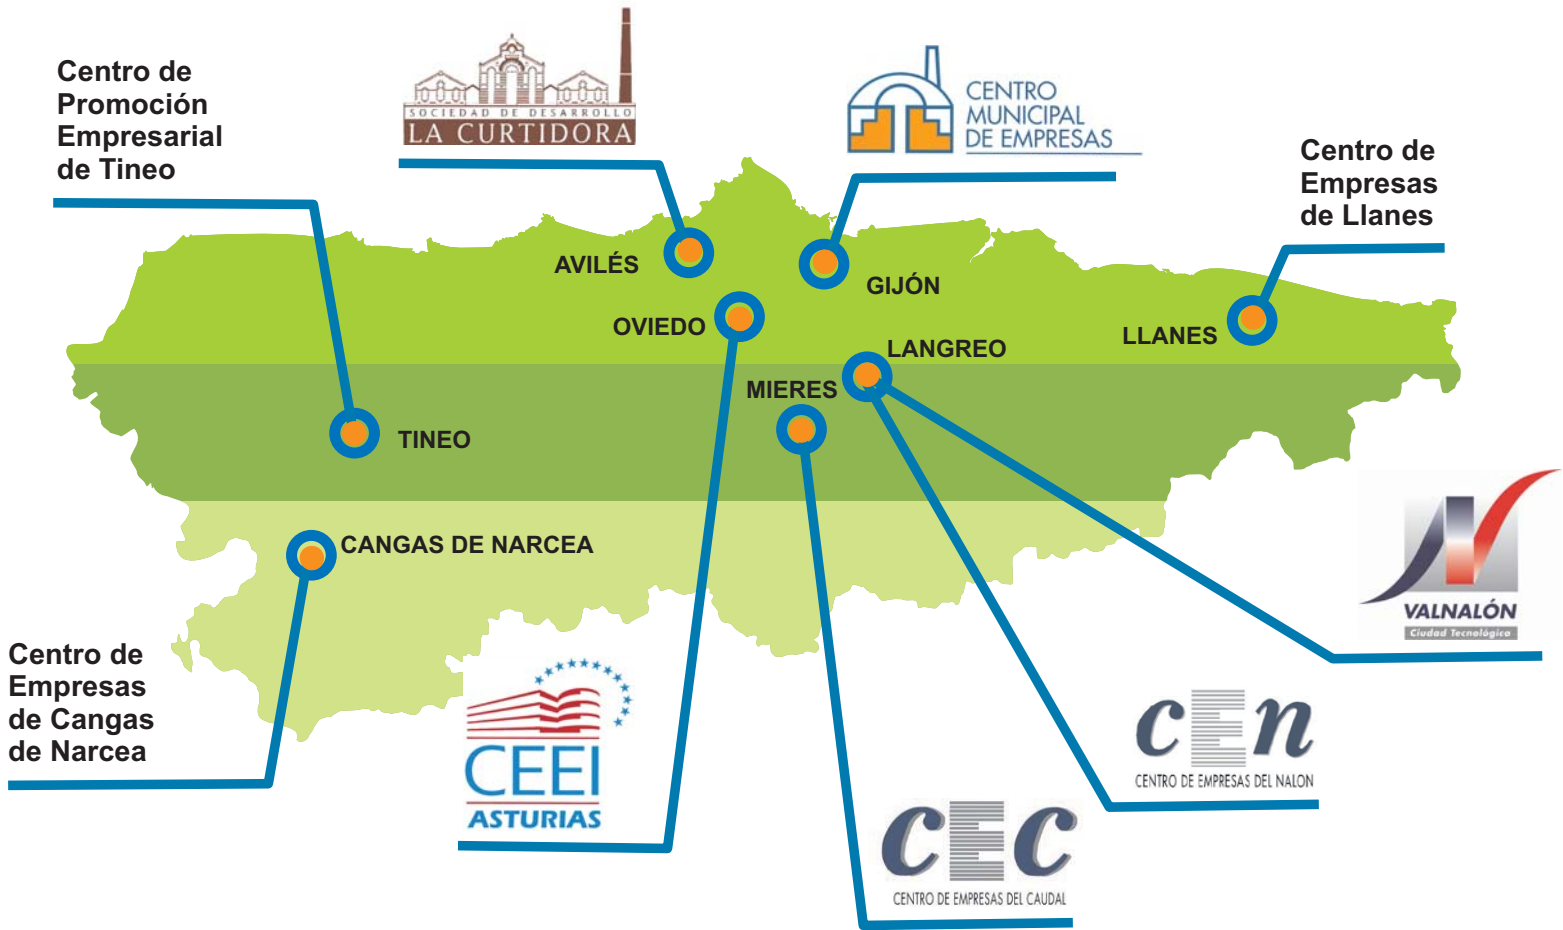 Centro de
Promoción
Empresarial
de Tineo
SOCIEDAD DE DESARROLLO
LA CURTIDORA
CENTRO
MUNICIPAL
DE EMPRESAS
Centro de
Empresas
de Llanes
AVILÉS
GIJÓN
OVIEDO
LLANES
LANGREO
MIERES
TINEO
CANGAS DE NARCEA
Centro de
Empresas
de Cangas
de Narcea
CEEI
ASTURIAS
VALNALÓN
Ciudad Tecnológica
cEn
CENTRO DE EMPRESAS DEL NALON
CEC
CENTRO DE EMPRESAS DEL CAUDAL